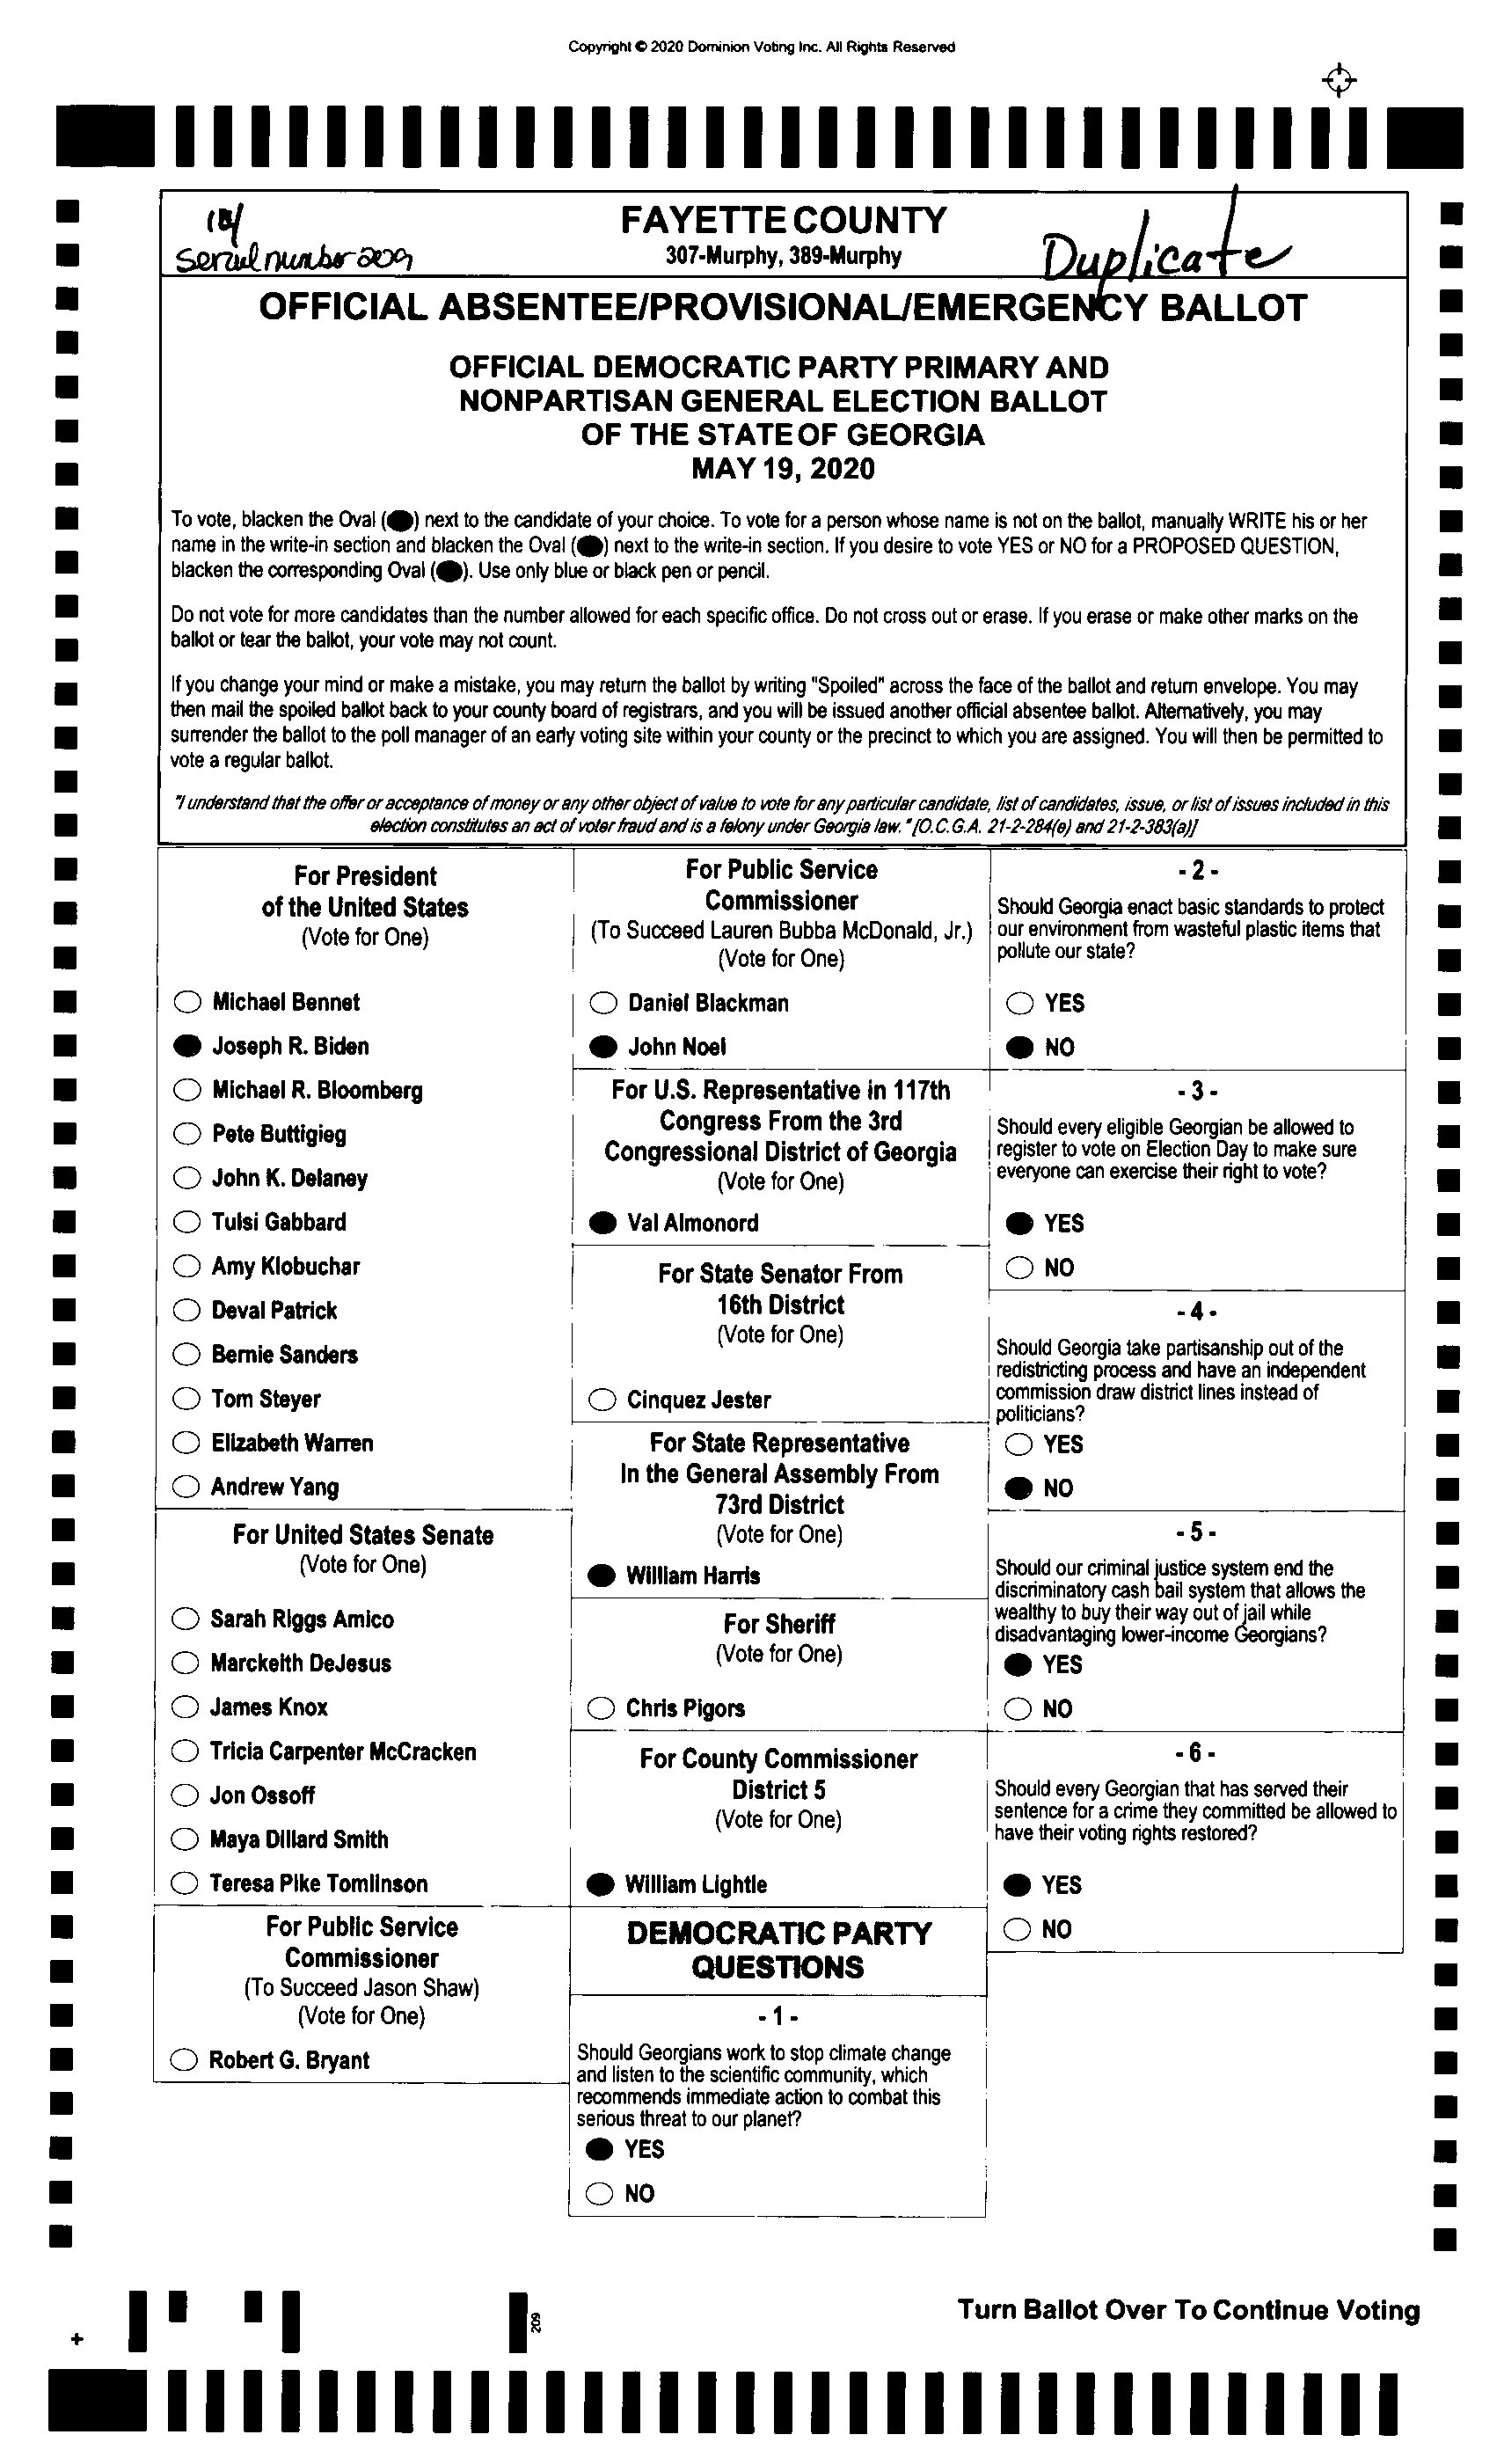 Copyright © 2020 Dominion Voting Inc. All Rights Reserved
FAYETTE COUNTY
307-Murphy, 389-Murphy
serial number 209
Duplicate
OFFICIAL ABSENTEE/PROVISIONAL/EMERGENCY BALLOT
OFFICIAL DEMOCRATIC PARTY PRIMARY AND
NONPARTISAN GENERAL ELECTION BALLOT
OF THE STATE OF GEORGIA
MAY 19, 2020
To vote, blacken the Oval (●) next to the candidate of your choice. To vote for a person whose name is not on the ballot, manually WRITE his or her
name in the write-in section and blacken the Oval (●) next to the write-in section. If you desire to vote YES or NO for a PROPOSED QUESTION,
blacken the corresponding Oval (●). Use only blue or black pen or pencil.
Do not vote for more candidates than the number allowed for each specific office. Do not cross out or erase. If you erase or make other marks on the
ballot or tear the ballot, your vote may not count.
If you change your mind or make a mistake, you may return the ballot by writing "Spoiled" across the face of the ballot and return envelope. You may
then mail the spoiled ballot back to your county board of registrars, and you will be issued another official absentee ballot. Alternatively, you may
surrender the ballot to the poll manager of an early voting site within your county or the precinct to which you are assigned. You will then be permitted to
vote a regular ballot.
"I understand that the offer or acceptance of money or any other object of value to vote for any particular candidate, list of candidates, issue, or list of issues included in this
election constitutes an act of voter fraud and is a felony under Georgia law." [O.C.G.A. 21-2-284(e) and 21-2-383(a)]
For President
of the United States
(Vote for One)
Michael Bennet
Joseph R. Biden
Michael R. Bloomberg
Pete Buttigieg
John K. Delaney
Tulsi Gabbard
Amy Klobuchar
Deval Patrick
Bernie Sanders
Tom Steyer
Elizabeth Warren
Andrew Yang
For United States Senate
(Vote for One)
Sarah Riggs Amico
Marckeith DeJesus
James Knox
Tricia Carpenter McCracken
Jon Ossoff
Maya Dillard Smith
Teresa Pike Tomlinson
For Public Service
Commissioner
(To Succeed Jason Shaw)
(Vote for One)
Robert G. Bryant
For Public Service
Commissioner
(To Succeed Lauren Bubba McDonald, Jr.)
(Vote for One)
Daniel Blackman
John Noel
For U.S. Representative in 117th
Congress From the 3rd
Congressional District of Georgia
(Vote for One)
Val Almonord
For State Senator From
16th District
(Vote for One)
Cinquez Jester
For State Representative
In the General Assembly From
73rd District
(Vote for One)
William Harris
For Sheriff
(Vote for One)
Chris Pigors
For County Commissioner
District 5
(Vote for One)
William Lightle
DEMOCRATIC PARTY
QUESTIONS
- 1 -
Should Georgians work to stop climate change
and listen to the scientific community, which
recommends immediate action to combat this
serious threat to our planet?
YES
NO
- 2 -
Should Georgia enact basic standards to protect
our environment from wasteful plastic items that
pollute our state?
YES
NO
- 3 -
Should every eligible Georgian be allowed to
register to vote on Election Day to make sure
everyone can exercise their right to vote?
YES
NO
- 4 -
Should Georgia take partisanship out of the
redistricting process and have an independent
commission draw district lines instead of
politicians?
YES
NO
- 5 -
Should our criminal justice system end the
discriminatory cash bail system that allows the
wealthy to buy their way out of jail while
disadvantaging lower-income Georgians?
YES
NO
- 6 -
Should every Georgian that has served their
sentence for a crime they committed be allowed to
have their voting rights restored?
YES
NO
209
Turn Ballot Over To Continue Voting